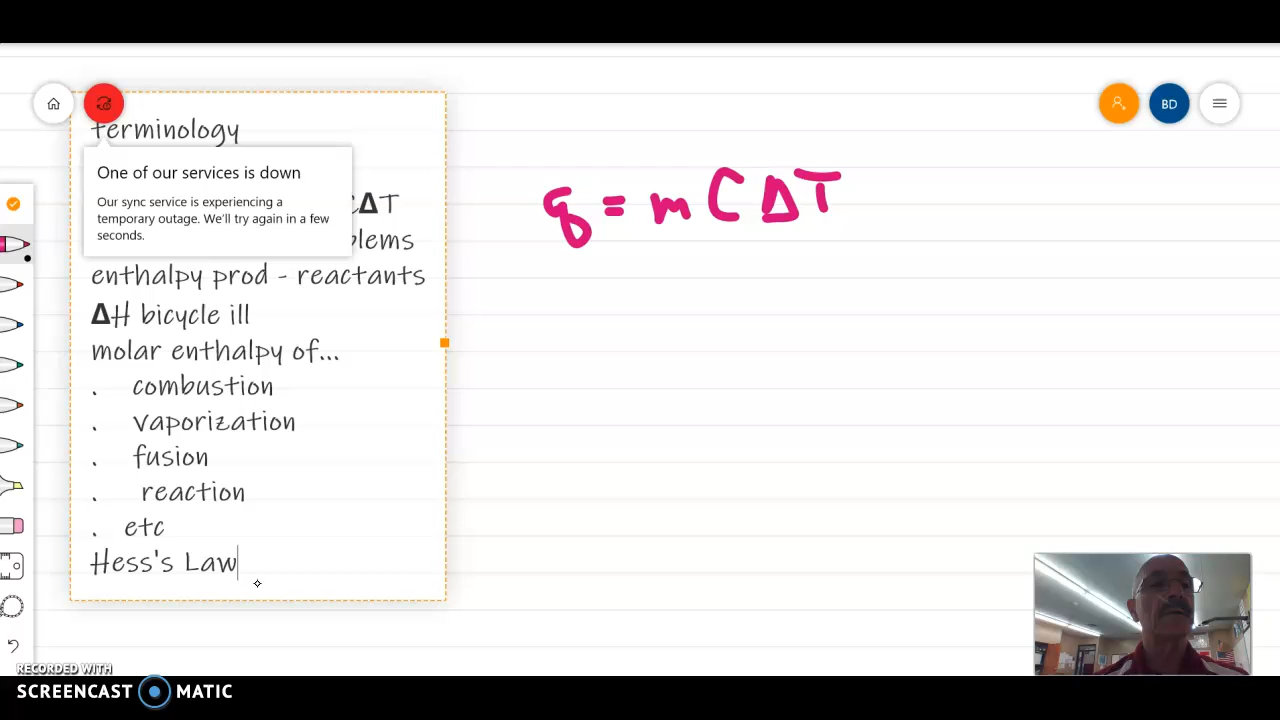 terminology
One of our services is down
Our sync service is experiencing a
temporary outage. We'll try again in a few
seconds.
CΔT
blems
enthalpy prod - reactants
ΔH bicycle ill
molar enthalpy of...
. combustion
. vaporization
. fusion
. reaction
. etc
Hess's Law
q = m C Δ T
BD
RECORDED WITH
SCREENCAST MATIC